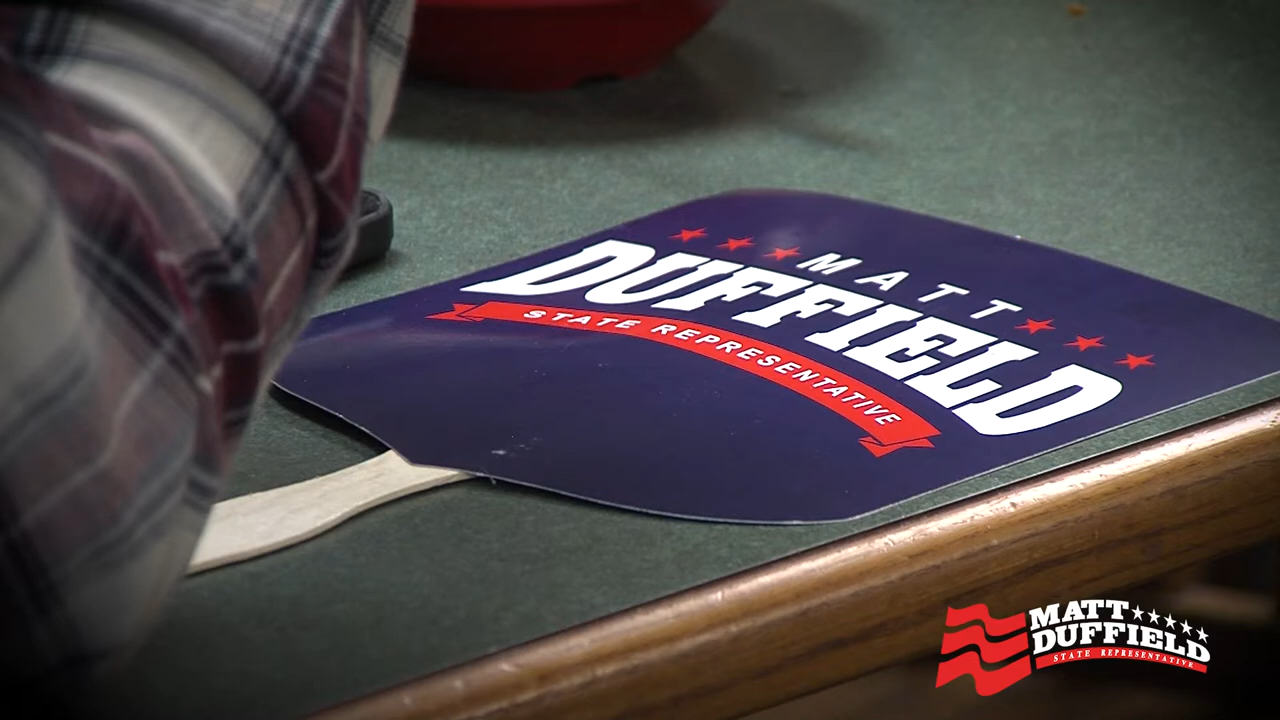 MATT
DUFFIELD
STATE REPRESENTATIVE
MATT
DUFFIELD
STATE REPRESENTATIVE